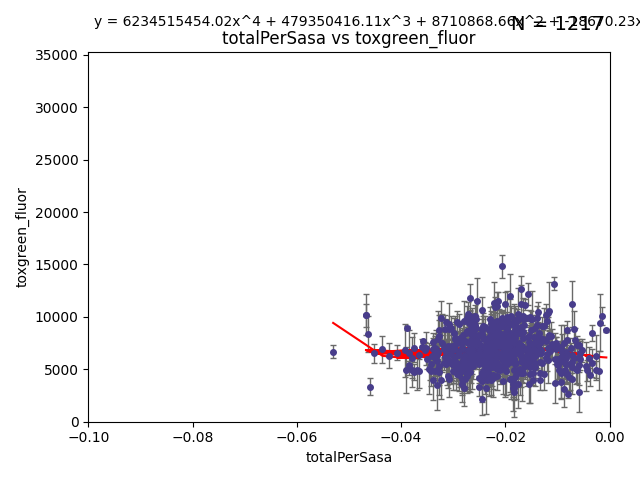 y = 6234515454.02x^4 + 479350416.11x^3 + 8710868.66x^2 +
N = 1217
totalPerSasa vs toxgreen_fluor
35000
30000
25000
20000
15000
10000
5000
0
toxgreen_fluor
−0.10
−0.08
−0.06
−0.04
−0.02
0.00
totalPerSasa